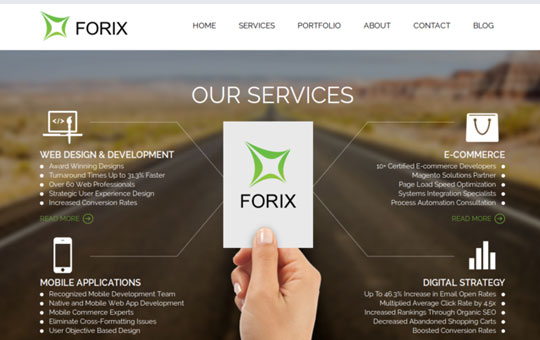 FORIX
HOME SERVICES PORTFOLIO ABOUT CONTACT BLOG
OUR SERVICES
</>
WEB DESIGN & DEVELOPMENT
Award Winning Designs
Turnaround Times Up to 31.3% Faster
Over 60 Web Professionals
Strategic User Experience Design
Increased Conversion Rates
READ MORE
FORIX
E-COMMERCE
10+ Certified E-commerce Developers
Magento Solutions Partner
Page Load Speed Optimization
Systems Integration Specialists
Process Automation Consultation
READ MORE
MOBILE APPLICATIONS
Recognized Mobile Development Team
Native and Mobile Web App Development
Mobile Commerce Experts
Eliminate Cross-Formatting Issues
User Objective Based Design
DIGITAL STRATEGY
Up To 46.3% Increase in Email Open Rates
Multiplied Average Click Rate by 4.5x
Increased Rankings Through Organic SEO
Decreased Abandoned Shopping Carts
Boosted Conversion Rates